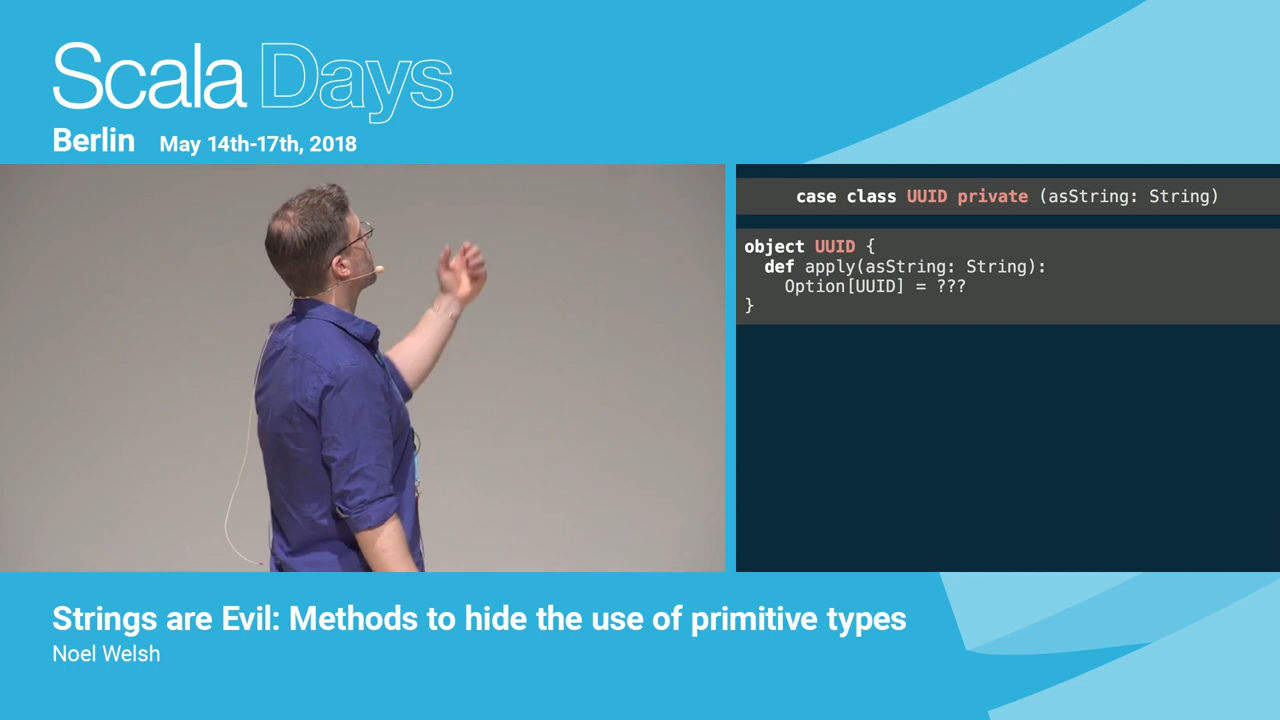 Scala Days
Berlin May 14th-17th, 2018
case class UUID private (asString: String)
object UUID {
def apply(asString: String):
Option[UUID] = ???
}
Strings are Evil: Methods to hide the use of primitive types
Noel Welsh